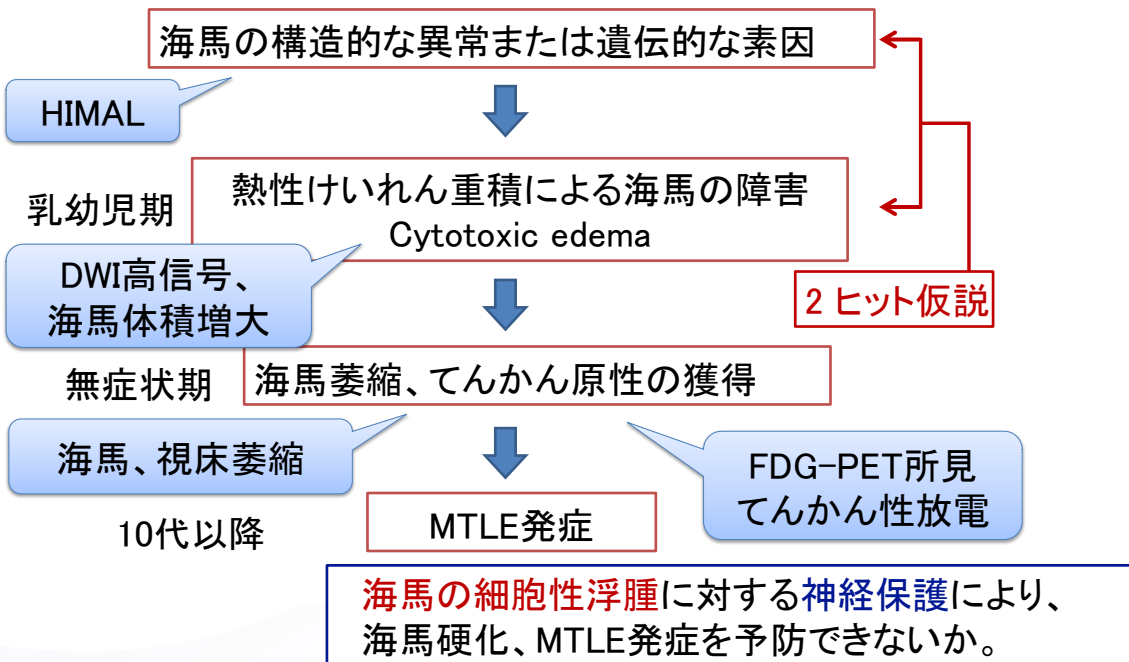 海馬の構造的な異常または遺伝的な素因
HIMAL
乳幼児期
熱性けいれん重積による海馬の障害
Cytotoxic edema
DWI高信号、
海馬体積増大
2 ヒット仮説
無症状期
海馬萎縮、てんかん原性の獲得
海馬、視床萎縮
FDG-PET所見
てんかん性放電
10代以降
MTLE発症
海馬の細胞性浮腫に対する神経保護により、
海馬硬化、MTLE発症を予防できないか。